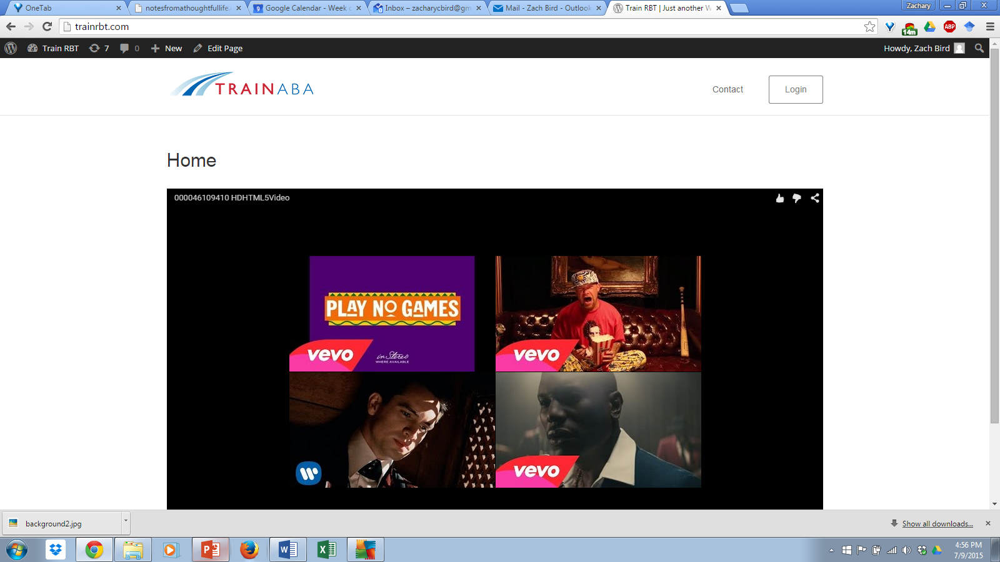 OneTab
notesfromathoughtfullife.
Google Calendar - Week
Inbox – zacharycbird@gm
Mail - Zach Bird - Outlook
Train RBT | Just another W
Zachary
trainrbt.com
14m
ABP
Train RBT
7
0
New
Edit Page
Howdy, Zach Bird
TRAINABA
Contact
Login
Home
000046109410 HDHTML5Video
PLAY NO GAMES
vevo
in Stereo
WHERE AVAILABLE
vevo
vevo
background2.jpg
Show all downloads...
4:56 PM
7/9/2015